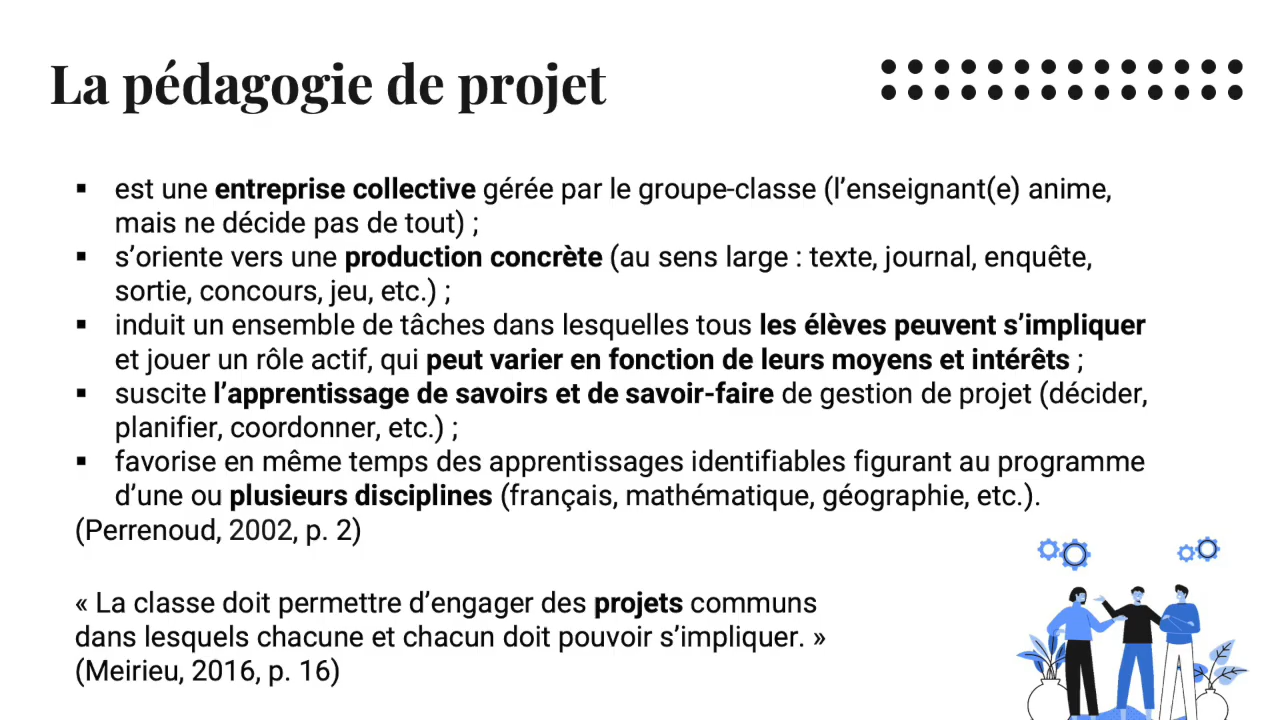 La pédagogie de projet
▪ est une entreprise collective gérée par le groupe-classe (l’enseignant(e) anime,
mais ne décide pas de tout) ;
▪ s’oriente vers une production concrète (au sens large : texte, journal, enquête,
sortie, concours, jeu, etc.) ;
▪ induit un ensemble de tâches dans lesquelles tous les élèves peuvent s’impliquer
et jouer un rôle actif, qui peut varier en fonction de leurs moyens et intérêts ;
▪ suscite l’apprentissage de savoirs et de savoir-faire de gestion de projet (décider,
planifier, coordonner, etc.) ;
▪ favorise en même temps des apprentissages identifiables figurant au programme
d’une ou plusieurs disciplines (français, mathématique, géographie, etc.).
(Perrenoud, 2002, p. 2)
« La classe doit permettre d’engager des projets communs
dans lesquels chacune et chacun doit pouvoir s’impliquer. »
(Meirieu, 2016, p. 16)